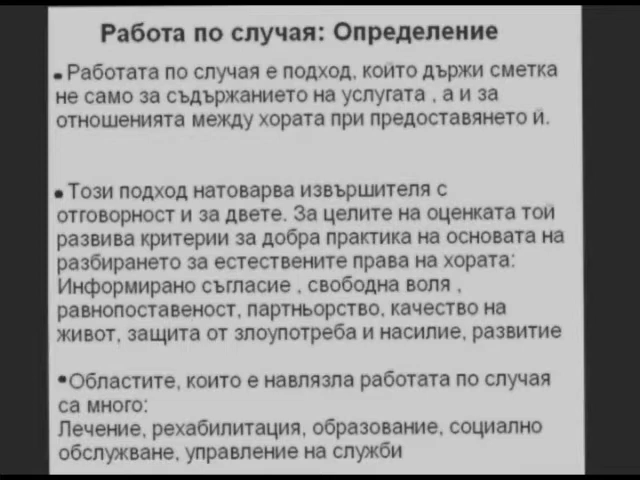 Работа по случая: Определение
• Работата по случая е подход, който държи сметка
не само за съдържанието на услугата , а и за
отношенията между хората при предоставянето й.
• Този подход натоварва извършителя с
отговорност и за двете. За целите на оценката той
развива критерии за добра практика на основата на
разбирането за естествените права на хората:
Информирано съгласие , свободна воля ,
равнопоставеност, партньорство, качество на
живот, защита от злоупотреба и насилие, развитие
•Областите, които е навлязла работата по случая
са много:
Лечение, рехабилитация, образование, социално
обслужване, управление на служби